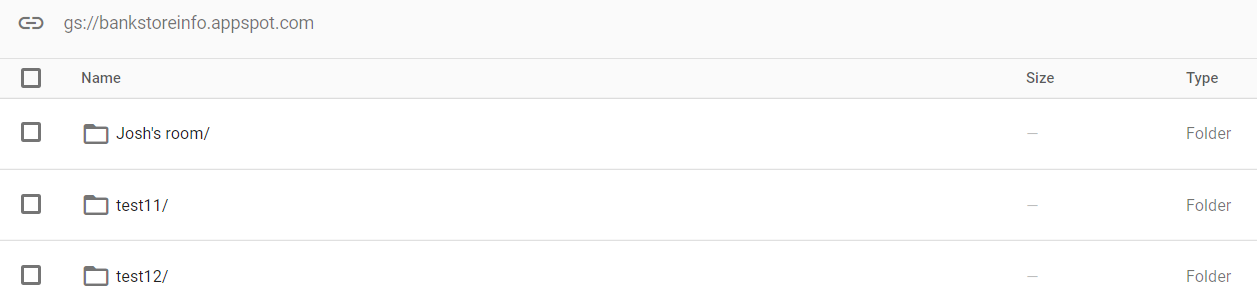 gs://bankstoreinfo.appspot.com
Name Size Type
Josh's room/ — Folder
test11/ — Folder
test12/ — Folder